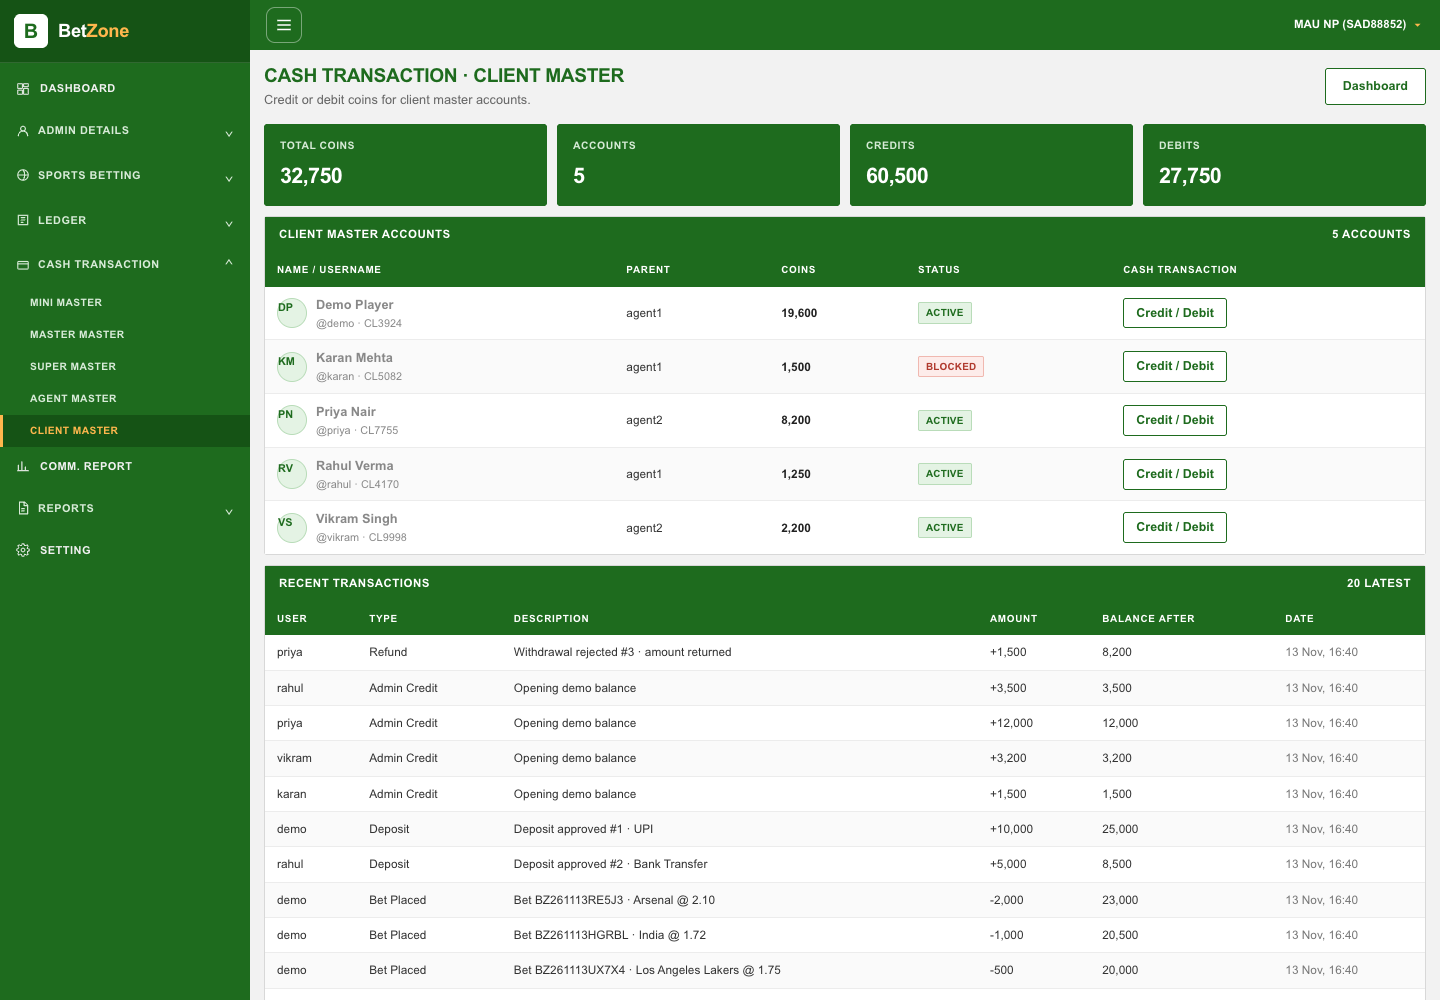 B BetZone
MAU NP (SAD88852)
DASHBOARD
ADMIN DETAILS
SPORTS BETTING
LEDGER
CASH TRANSACTION
MINI MASTER
MASTER MASTER
SUPER MASTER
AGENT MASTER
CLIENT MASTER
COMM. REPORT
REPORTS
SETTING
CASH TRANSACTION · CLIENT MASTER
Credit or debit coins for client master accounts.
Dashboard
TOTAL COINS
32,750
ACCOUNTS
5
CREDITS
60,500
DEBITS
27,750
CLIENT MASTER ACCOUNTS 5 ACCOUNTS
NAME / USERNAME PARENT COINS STATUS CASH TRANSACTION
DP Demo Player agent1 19,600 ACTIVE Credit / Debit
@demo · CL3924
KM Karan Mehta agent1 1,500 BLOCKED Credit / Debit
@karan · CL5082
PN Priya Nair agent2 8,200 ACTIVE Credit / Debit
@priya · CL7755
RV Rahul Verma agent1 1,250 ACTIVE Credit / Debit
@rahul · CL4170
VS Vikram Singh agent2 2,200 ACTIVE Credit / Debit
@vikram · CL9998
RECENT TRANSACTIONS 20 LATEST
USER TYPE DESCRIPTION AMOUNT BALANCE AFTER DATE
priya Refund Withdrawal rejected #3 · amount returned +1,500 8,200 13 Nov, 16:40
rahul Admin Credit Opening demo balance +3,500 3,500 13 Nov, 16:40
priya Admin Credit Opening demo balance +12,000 12,000 13 Nov, 16:40
vikram Admin Credit Opening demo balance +3,200 3,200 13 Nov, 16:40
karan Admin Credit Opening demo balance +1,500 1,500 13 Nov, 16:40
demo Deposit Deposit approved #1 · UPI +10,000 25,000 13 Nov, 16:40
rahul Deposit Deposit approved #2 · Bank Transfer +5,000 8,500 13 Nov, 16:40
demo Bet Placed Bet BZ261113RE5J3 · Arsenal @ 2.10 -2,000 23,000 13 Nov, 16:40
demo Bet Placed Bet BZ261113HGRBL · India @ 1.72 -1,000 20,500 13 Nov, 16:40
demo Bet Placed Bet BZ261113UX7X4 · Los Angeles Lakers @ 1.75 -500 20,000 13 Nov, 16:40